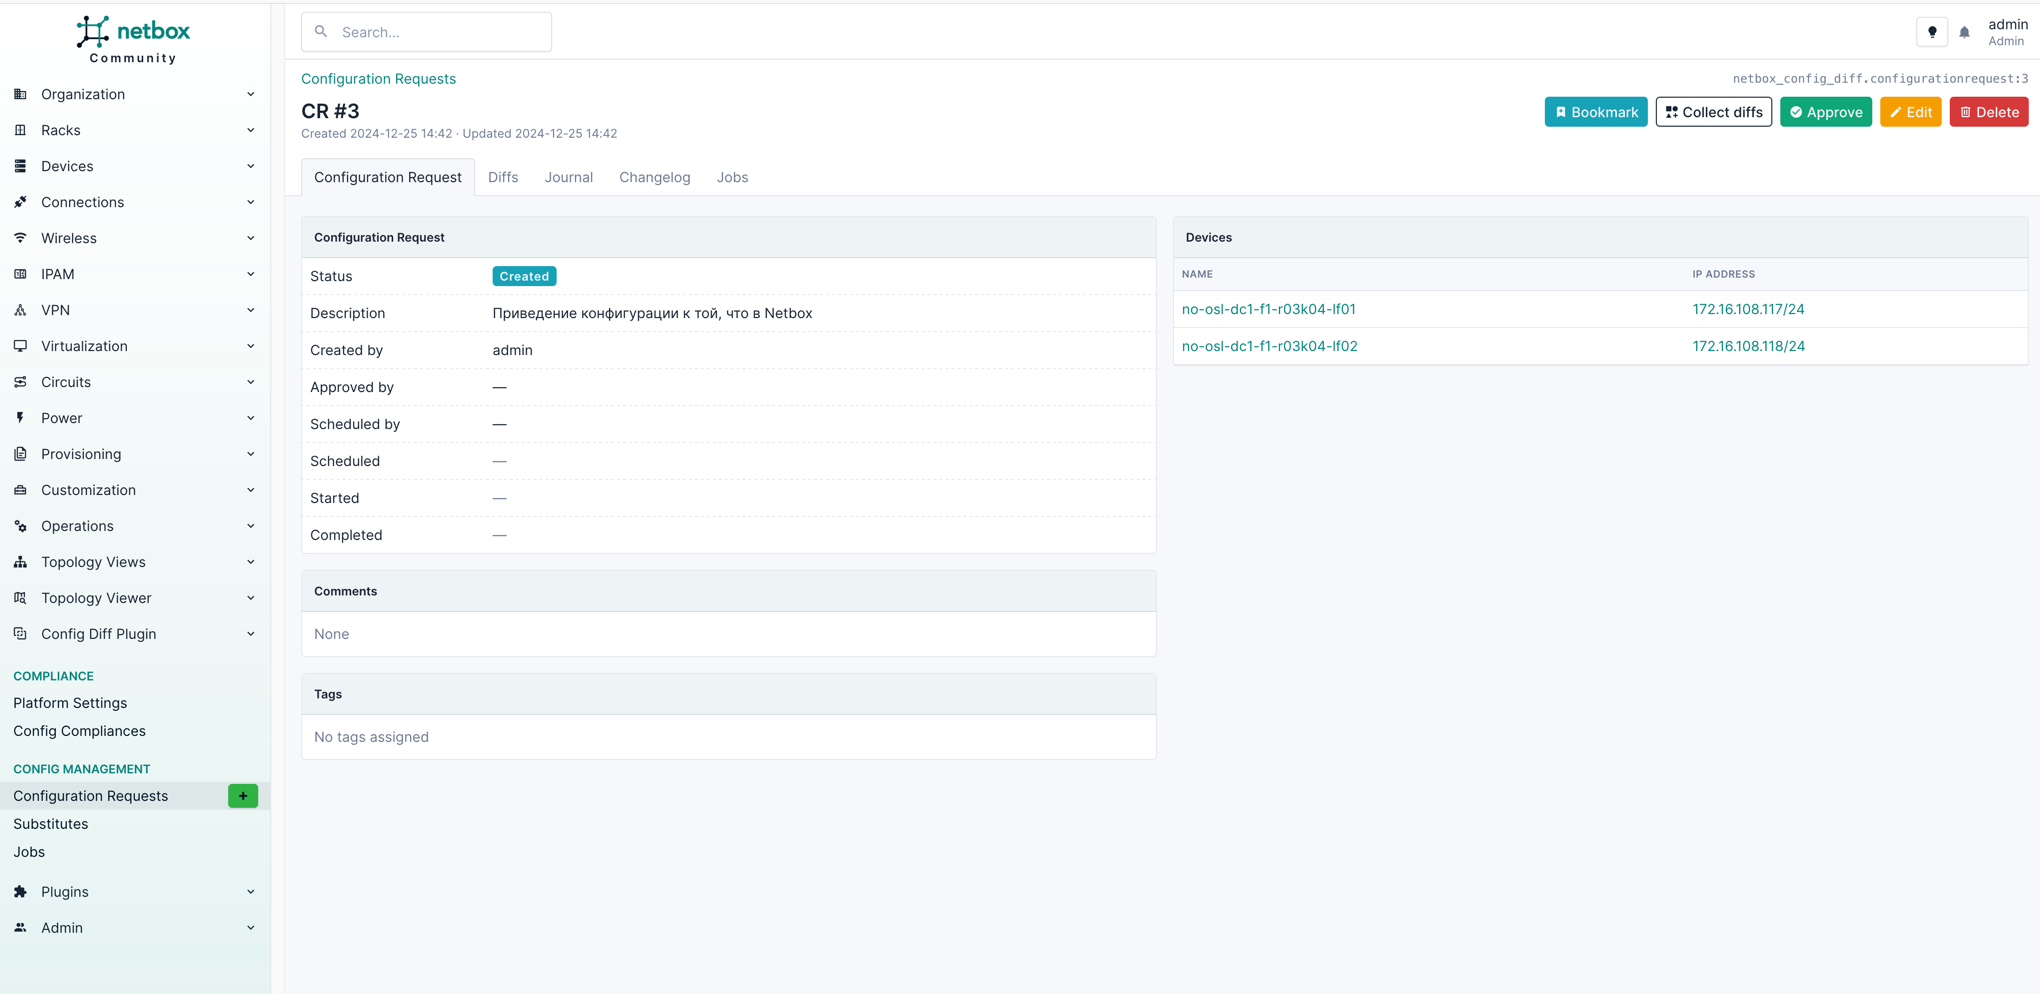 netbox
Community
Search...
admin
Admin
Organization
Racks
Devices
Connections
Wireless
IPAM
VPN
Virtualization
Circuits
Power
Provisioning
Customization
Operations
Topology Views
Topology Viewer
Config Diff Plugin
COMPLIANCE
Platform Settings
Config Compliances
CONFIG MANAGEMENT
Configuration Requests
+
Substitutes
Jobs
Plugins
Admin
Configuration Requests
netbox_config_diff.configurationrequest:3
CR #3
Created 2024-12-25 14:42 · Updated 2024-12-25 14:42
Bookmark
Collect diffs
Approve
Edit
Delete
Configuration Request
Diffs
Journal
Changelog
Jobs
Configuration Request
Status Created
Description Приведение конфигурации к той, что в Netbox
Created by admin
Approved by —
Scheduled by —
Scheduled —
Started —
Completed —
Comments
None
Tags
No tags assigned
Devices
NAME IP ADDRESS
no-osl-dc1-f1-r03k04-lf01 172.16.108.117/24
no-osl-dc1-f1-r03k04-lf02 172.16.108.118/24